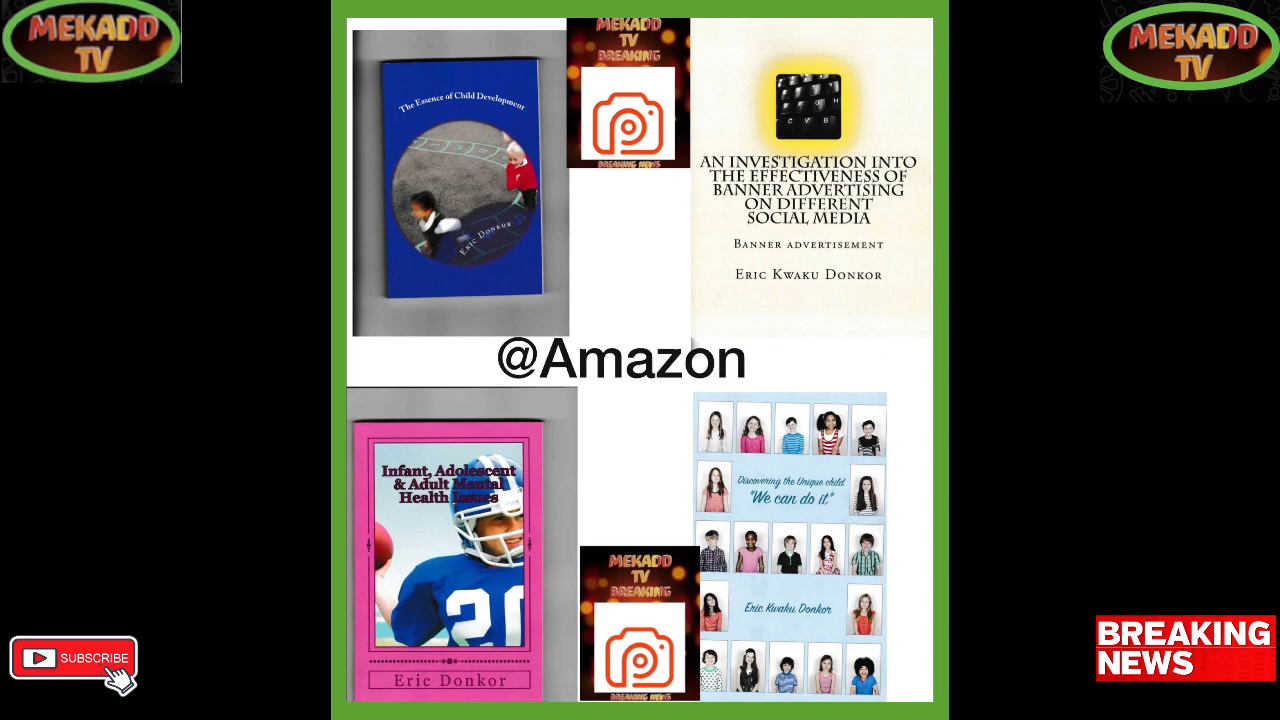 MEKADD
TV
MEKADD
TV
MEKADD
TV
BREAKING
BREAKING NEWS
The Essence of Child Development
Eric Donkor
Y
G H
C V B
AN INVESTIGATION INTO
THE EFFECTIVENESS OF
BANNER ADVERTISING
ON DIFFERENT
SOCIAL MEDIA
BANNER ADVERTISEMENT
ERIC KWAKU DONKOR
@Amazon
Infant, Adolescent
& Adult Mental
Health Issues
20
Eric Donkor
Discovering the Unique child
"We can do it"
Eric Kwaku Donkor
MEKADD
TV
BREAKING
BREAKING NEWS
SUBSCRIBE
BREAKING
NEWS